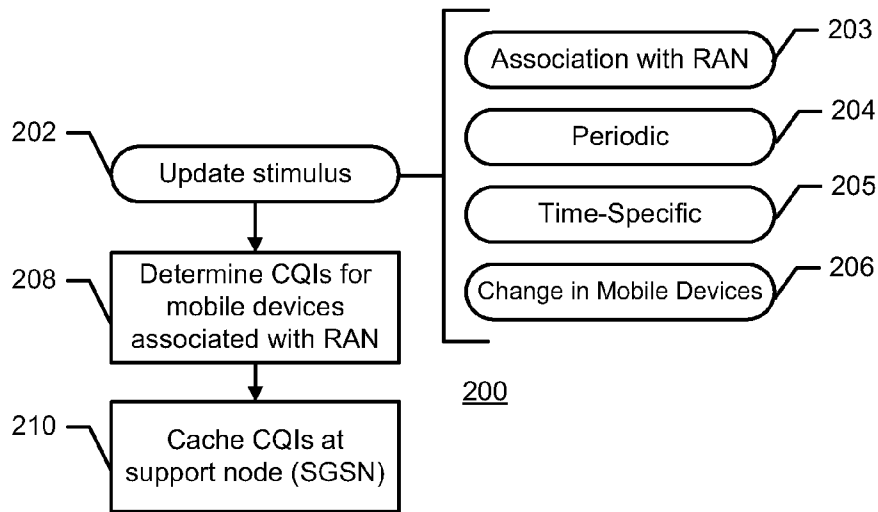 203
Association with RAN
204
202
Periodic
Update stimulus
205
Time-Specific
206
208
Determine CQIs for
mobile devices
associated with RAN
Change in Mobile Devices
200
210
Cache CQIs at
support node (SGSN)